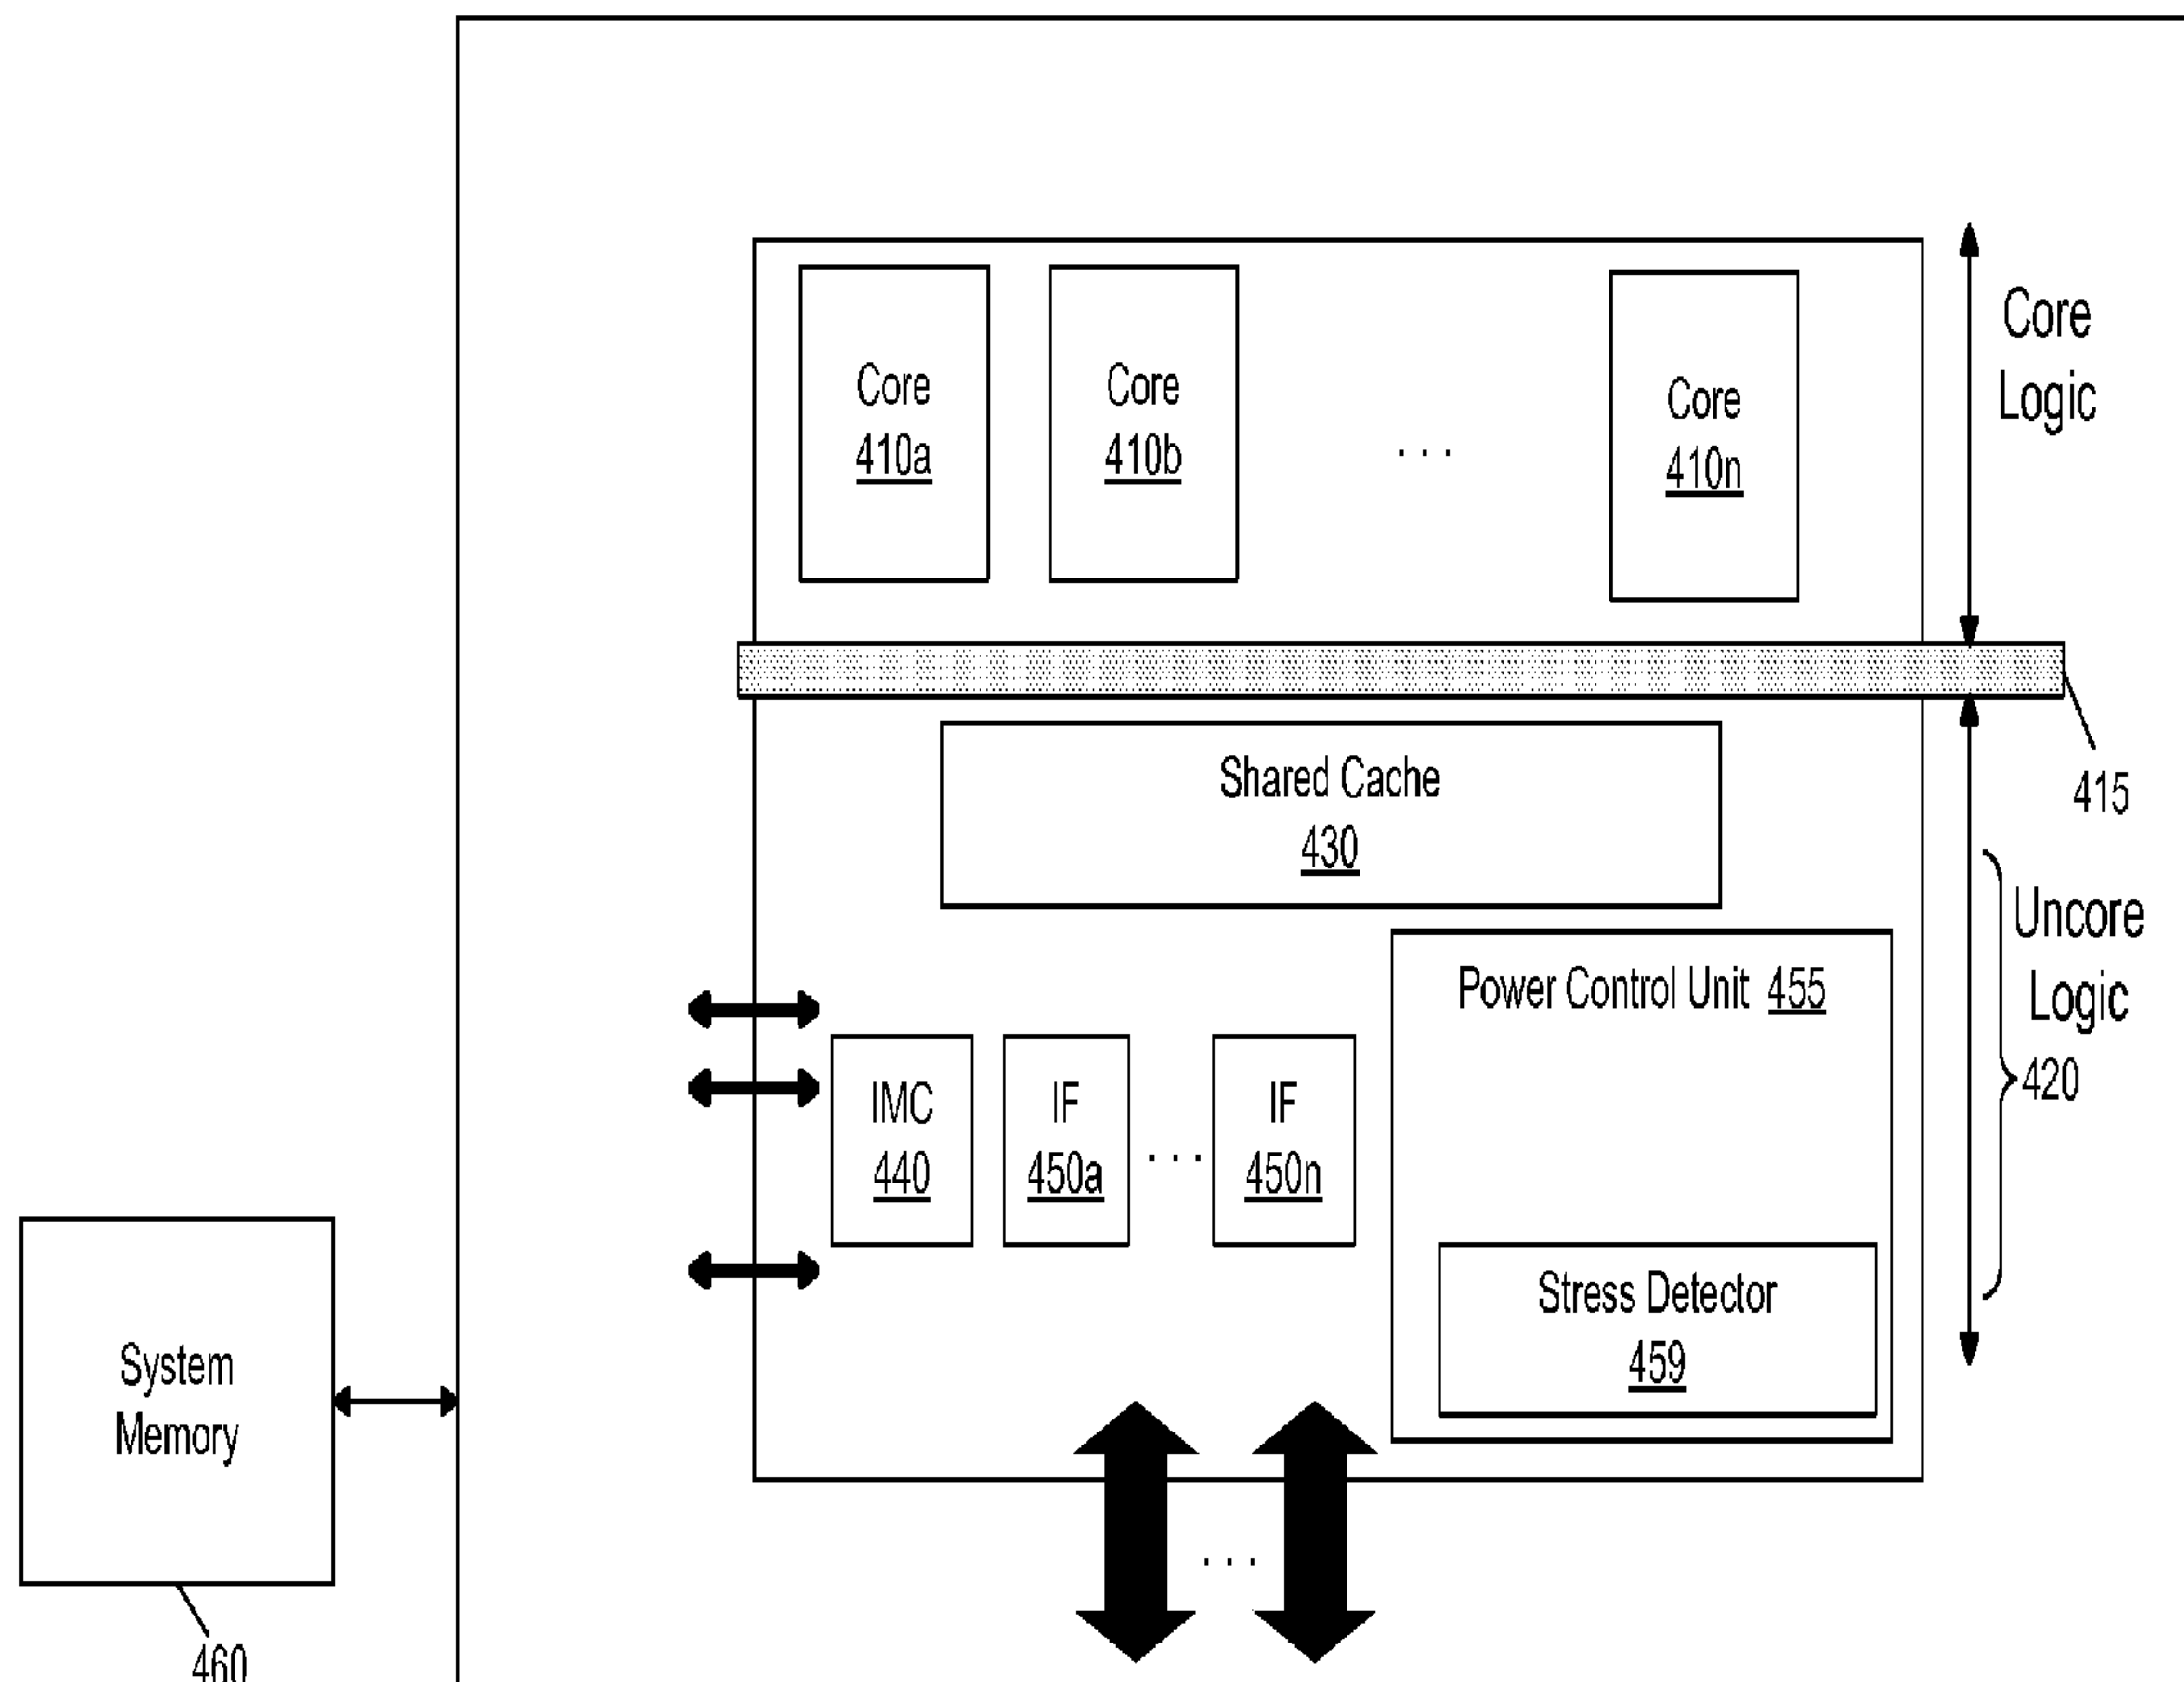 Core
410a
Core
410b
. . .
Core
410n
Core
Logic
415
Shared Cache
430
Uncore
Logic
420
Power Control Unit 455
IMC
440
IF
450a
. . .
IF
450n
Stress Detector
459
System
Memory
460
. . .